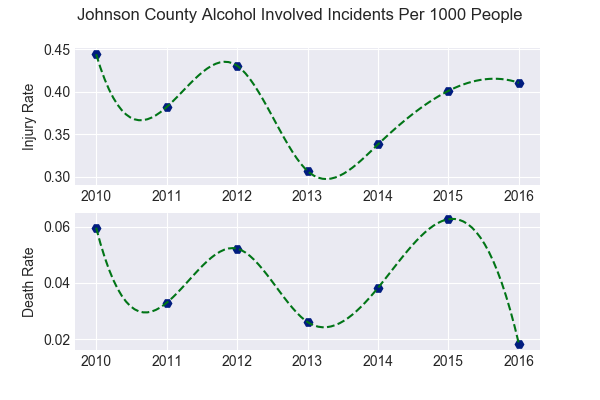 Johnson County Alcohol Involved Incidents Per 1000 People
0.45
0.40
0.35
0.30
Injury Rate
2010 2011 2012 2013 2014 2015 2016
0.06
0.04
0.02
Death Rate
2010 2011 2012 2013 2014 2015 2016